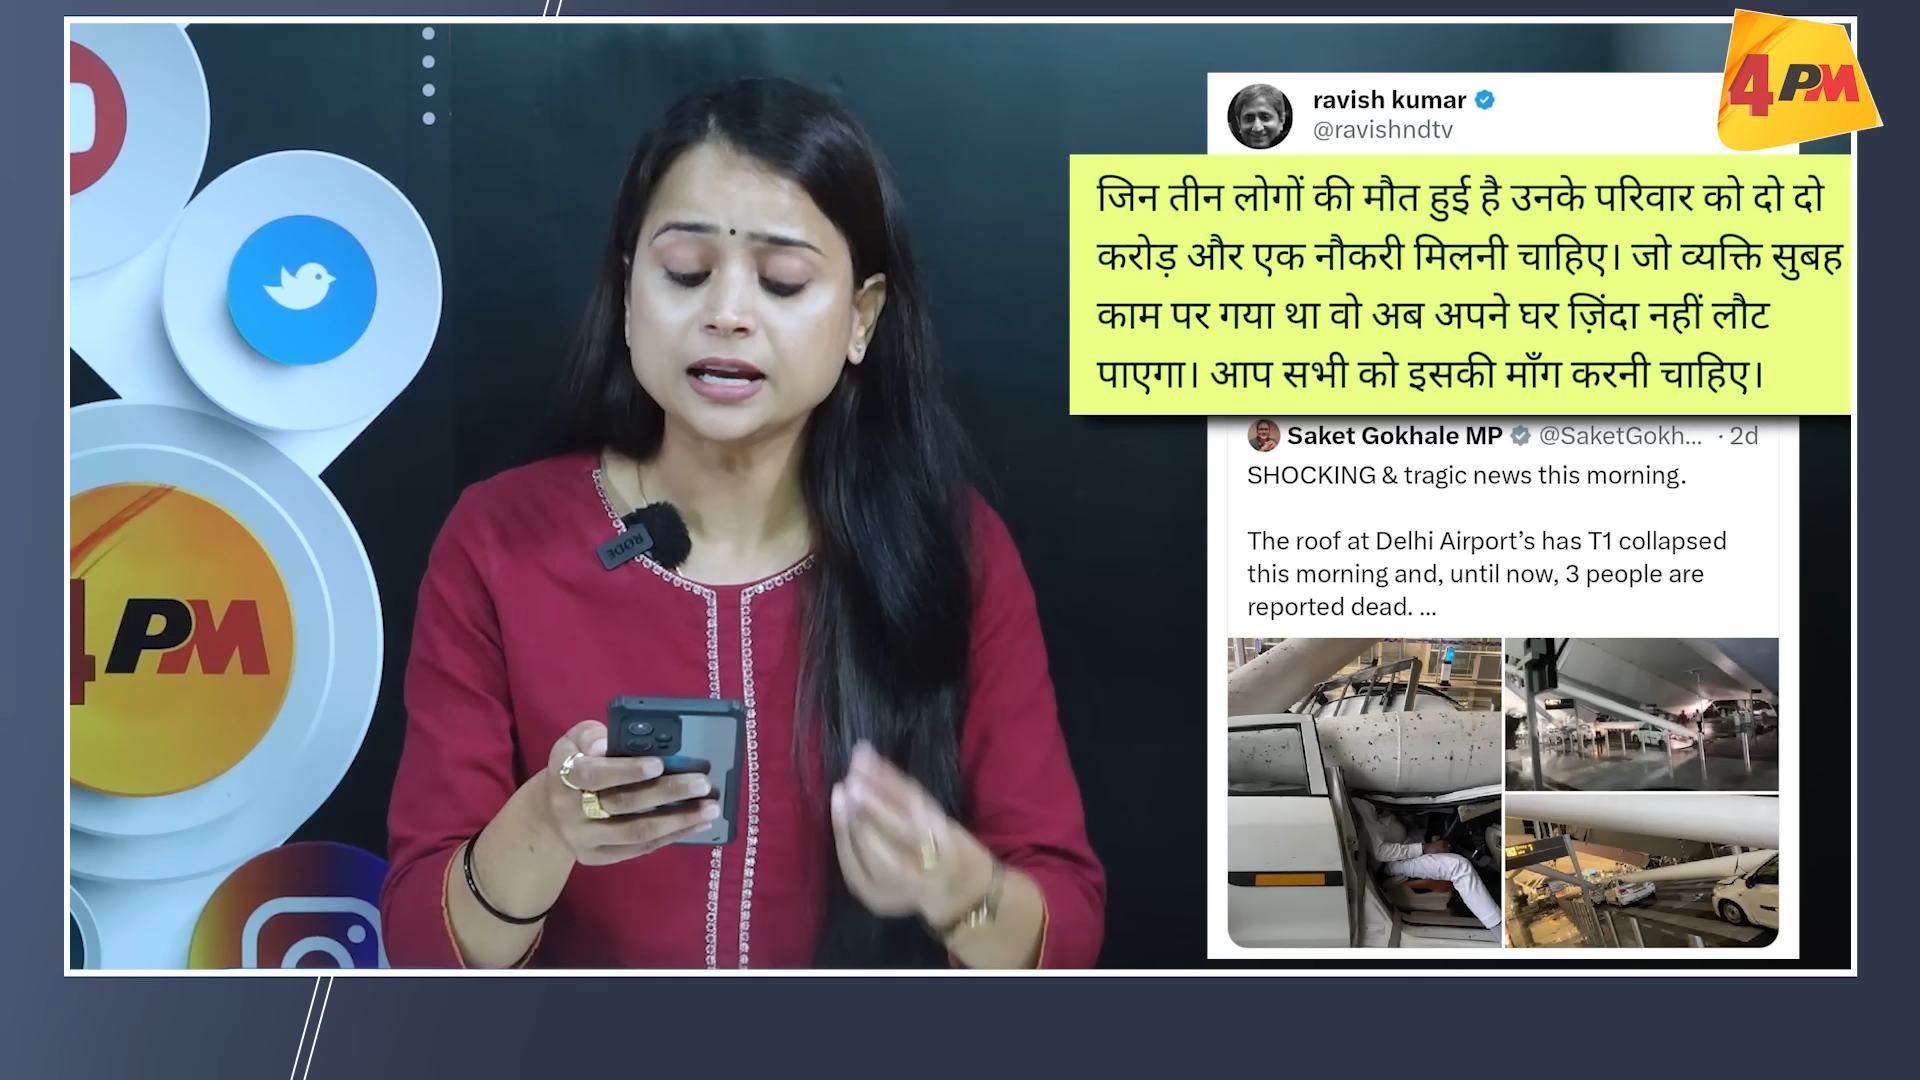 4PM
ravish kumar
@ravishndtv
जिन तीन लोगों की मौत हुई है उनके परिवार को दो दो
करोड़ और एक नौकरी मिलनी चाहिए। जो व्यक्ति सुबह
काम पर गया था वो अब अपने घर ज़िंदा नहीं लौट
पाएगा। आप सभी को इसकी माँग करनी चाहिए।
Saket Gokhale MP @SaketGokh... · 2d
SHOCKING & tragic news this morning.
The roof at Delhi Airport’s has T1 collapsed
this morning and, until now, 3 people are
reported dead. ...
RØDE
4PM